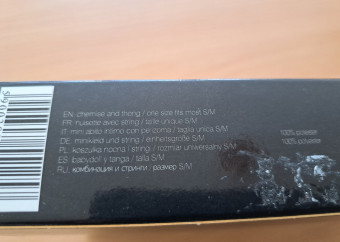 EN: chemise and thong / one size fits most S/M
FR: nuisette avec string / taille unique S/M
IT: mini abito intimo con perizoma / taglia unica S/M
DE: minikleid und string / einheitsgröße S/M
PL: koszulka nocna i string / rozmiar uniwersalny S/M
ES: babydoll y tanga / talla S/M
RU: комбинация и стринги / размер S/M
100% poliester
100% polyester